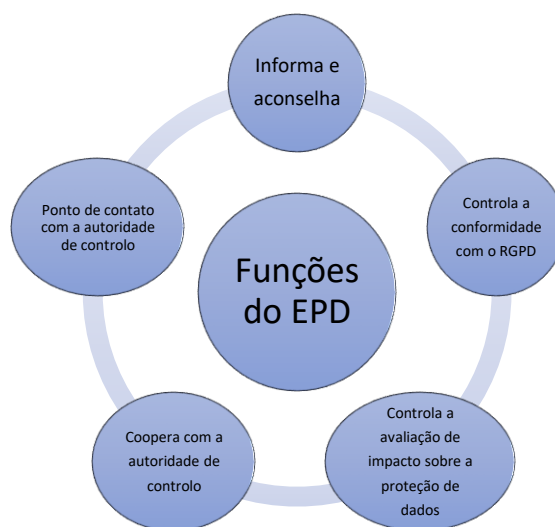 Informa e
aconselha
Controla a
conformidade
com o RGPD
Controla a
avaliação de
impacto sobre a
proteção de
dados
Coopera com a
autoridade de
controlo
Ponto de contato
com a autoridade
de controlo
Funções
do EPD